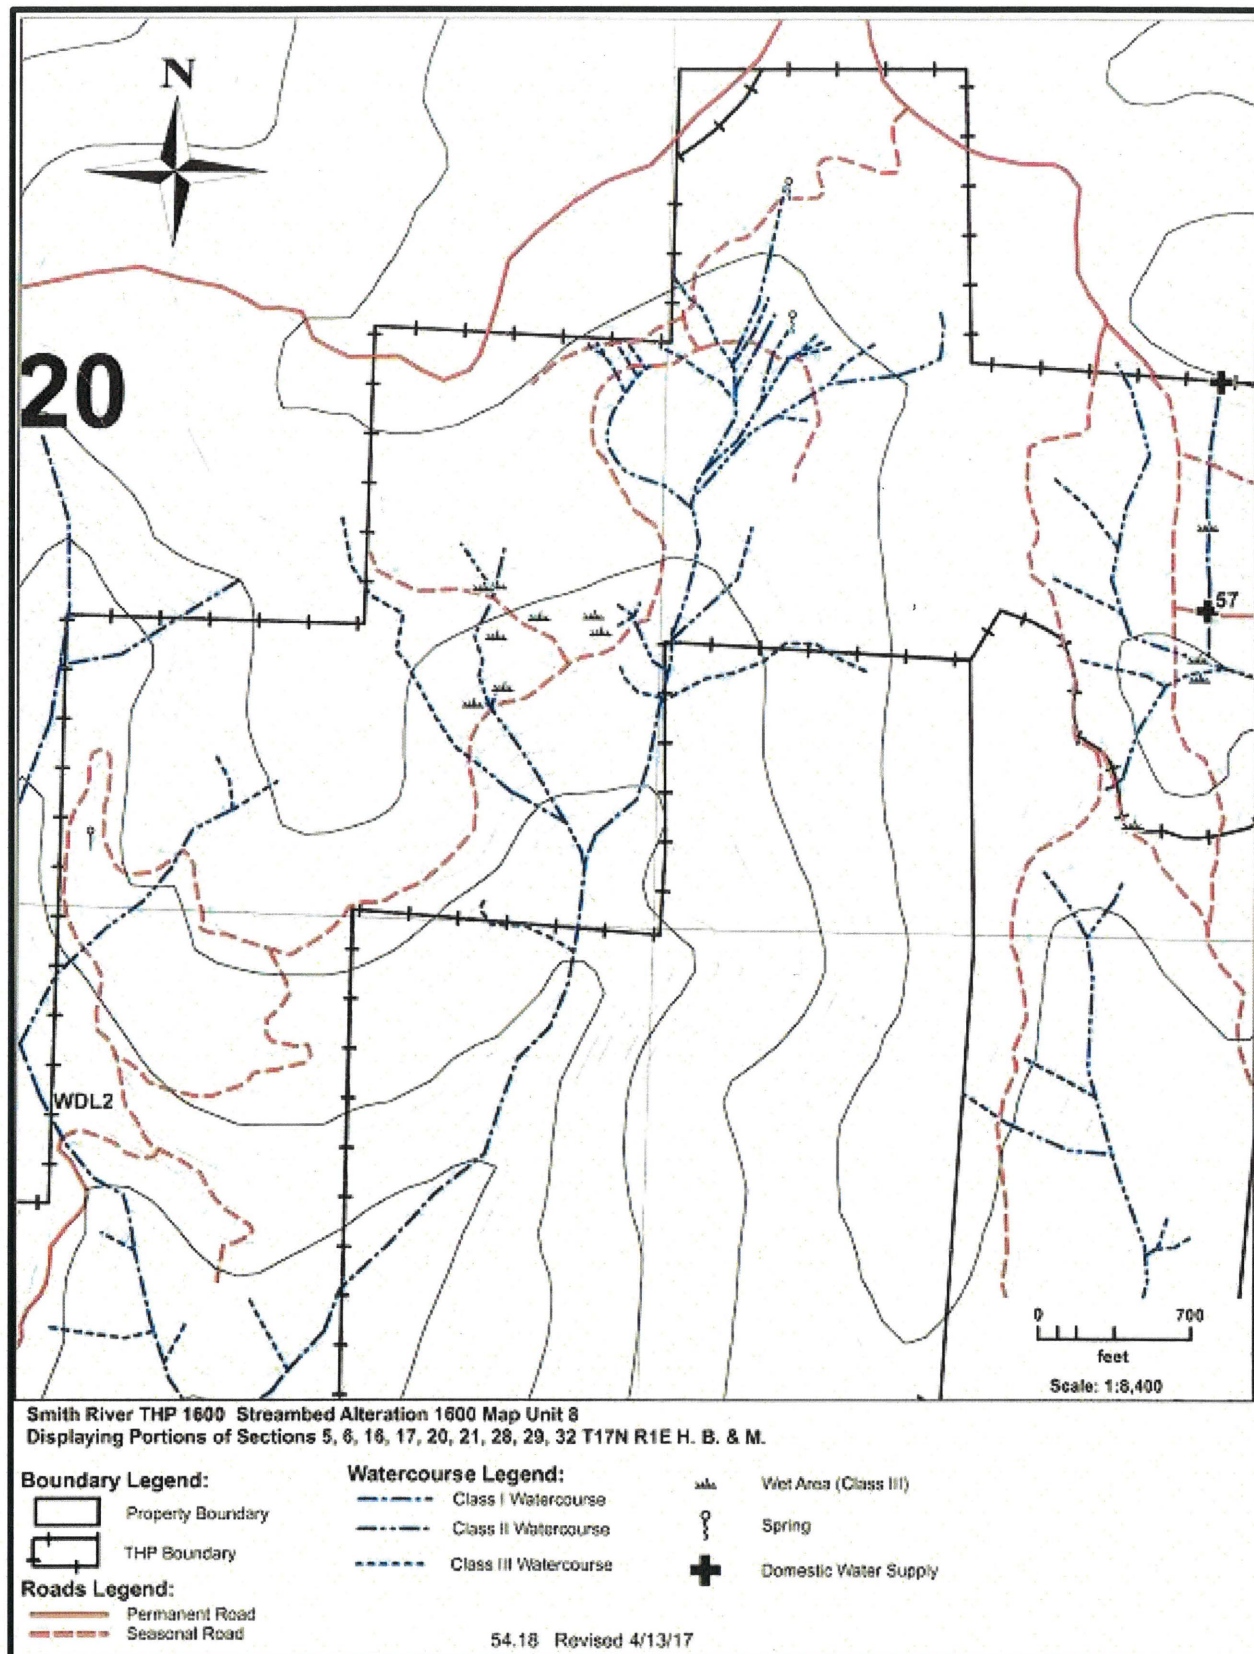 N
20
57
WDL2
0 700
feet
Scale: 1:8,400
Smith River THP 1600 Streambed Alteration 1600 Map Unit 8
Displaying Portions of Sections 5, 6, 16, 17, 20, 21, 28, 29, 32 T17N R1E H. B. & M.
Boundary Legend:
Property Boundary
THP Boundary
Roads Legend:
Permanent Road
Seasonal Road
Watercourse Legend:
Class I Watercourse
Class II Watercourse
Class III Watercourse
Wet Area (Class III)
Spring
Domestic Water Supply
54.18 Revised 4/13/17